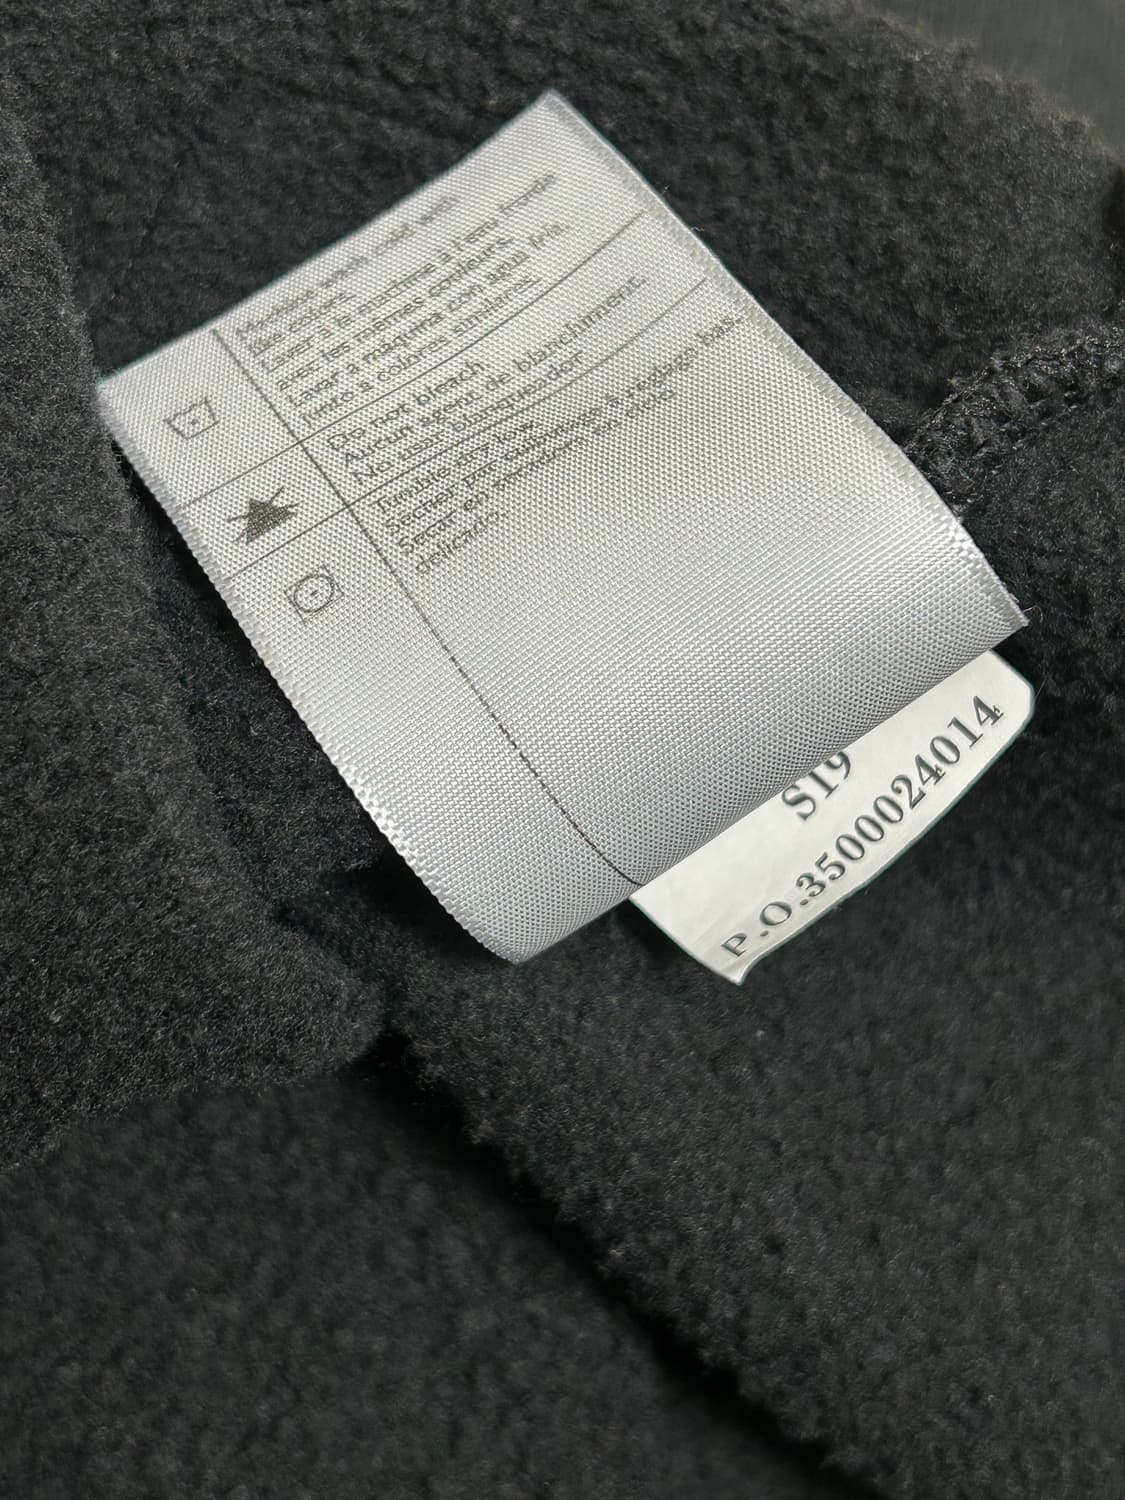 Machine wash cold with
like colors.
Laver à la machine à l'eau froide
avec les mêmes couleurs.
Lavar a máquina con agua fría
junto a colores similares
Do not bleach
Aucun agent de blanchiment.
No usar blanqueador
Tumble dry low
Sécher par culbutage à réglage bas.
Secar en secadora en ciclo
delicado.
S19
P.O.3500024014